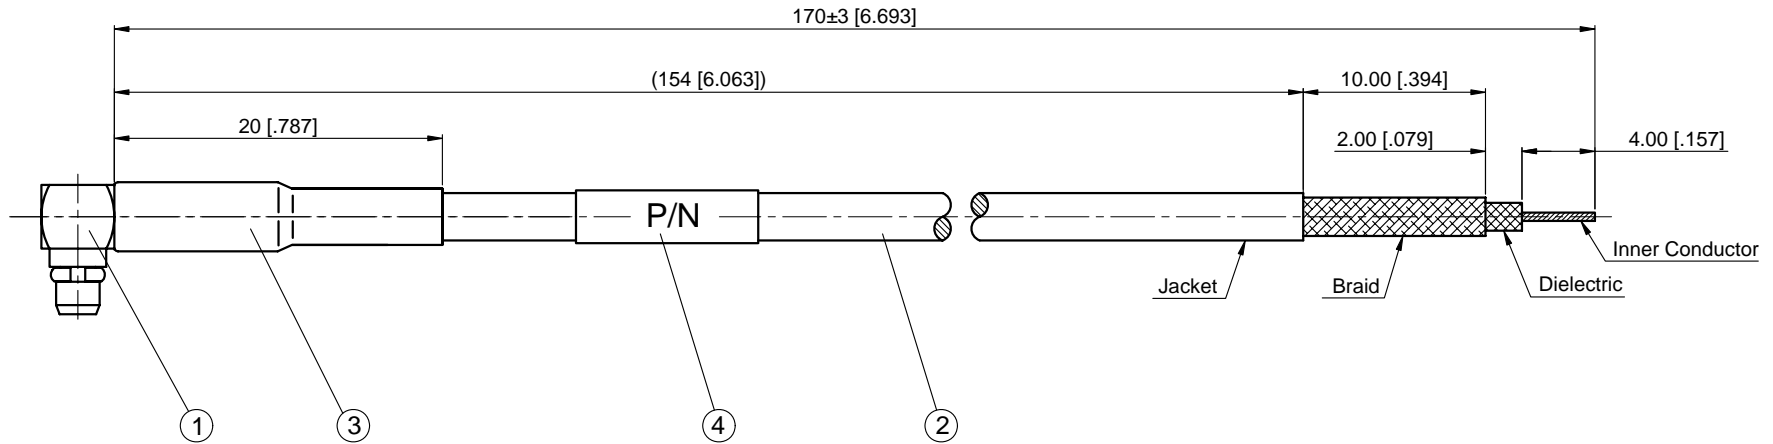 170±3 [6.693]
(154 [6.063])
10.00 [.394]
20 [.787]
2.00 [.079]
4.00 [.157]
P/N
Inner Conductor
Jacket
Braid
Dielectric
1
3
4
2